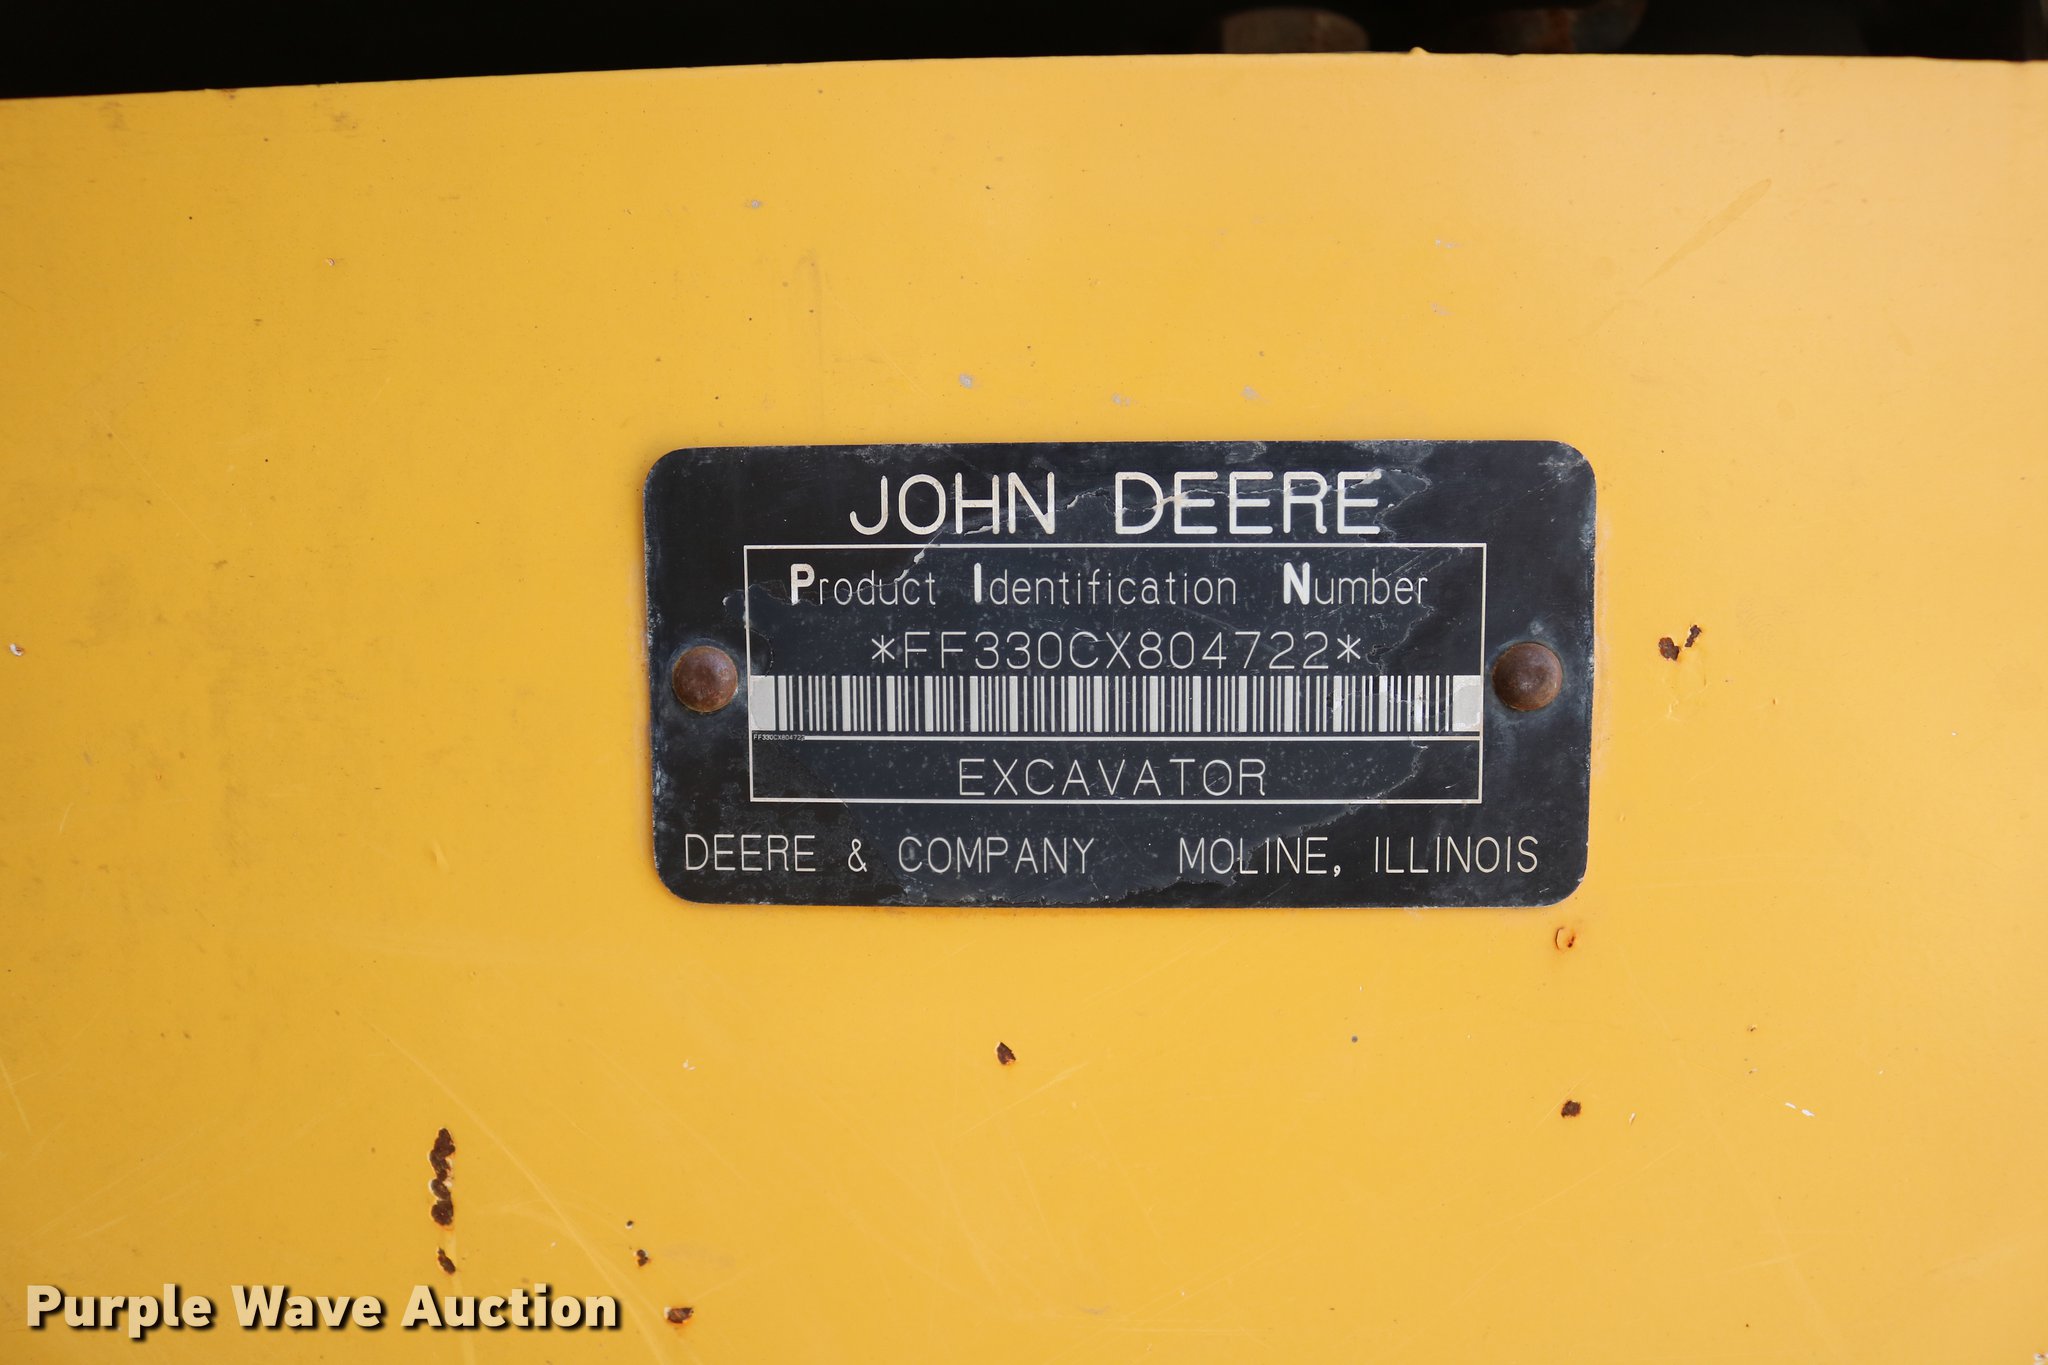 JOHN DEERE
Product Identification Number
*FF330CX804722*
FF330CX804722
EXCAVATOR
DEERE & COMPANY MOLINE, ILLINOIS
Purple Wave Auction